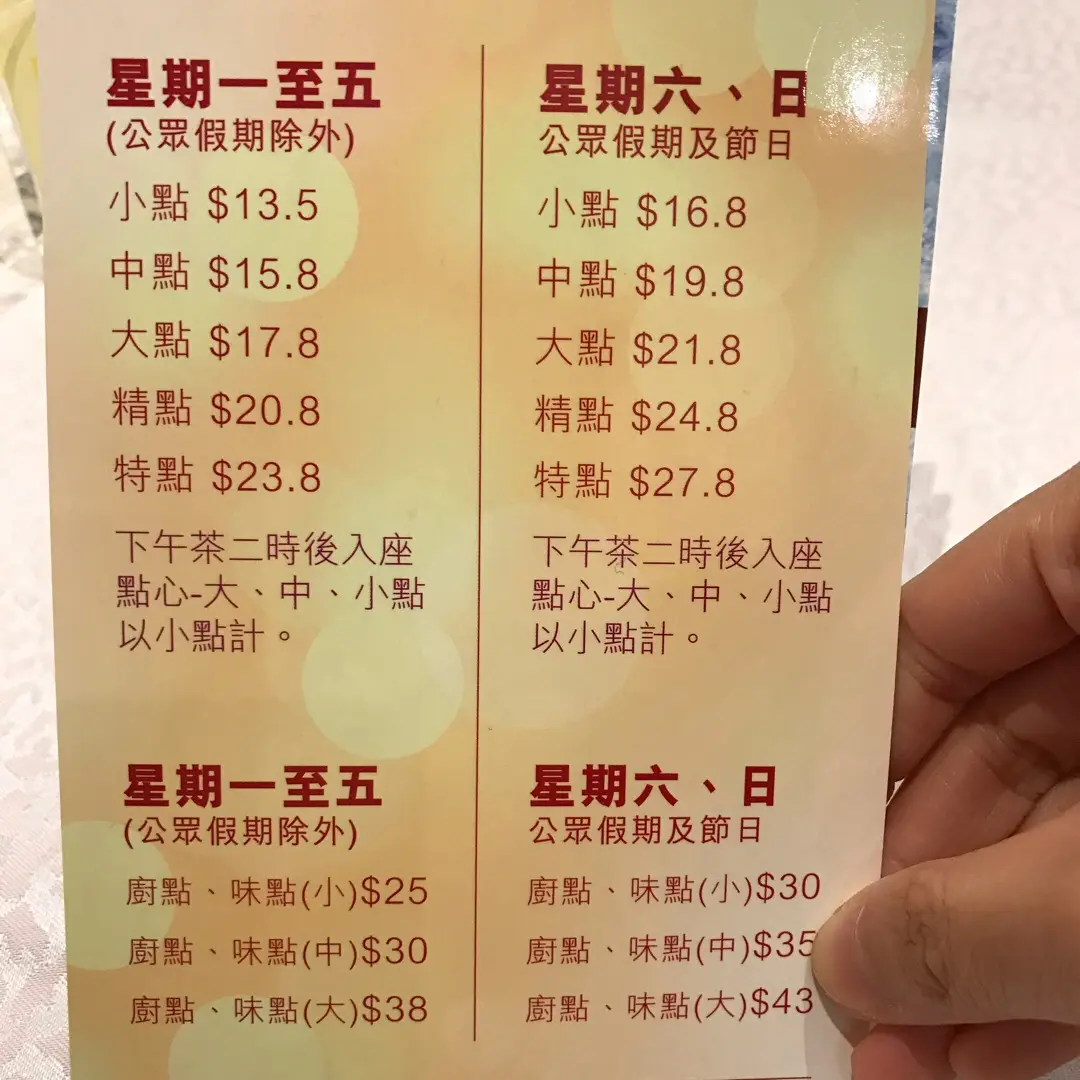 星期一至五
(公眾假期除外)
小點 $13.5
中點 $15.8
大點 $17.8
精點 $20.8
特點 $23.8
下午茶二時後入座
點心-大、中、小點
以小點計。
星期六、日
公眾假期及節日
小點 $16.8
中點 $19.8
大點 $21.8
精點 $24.8
特點 $27.8
下午茶二時後入座
點心-大、中、小點
以小點計。
星期一至五
(公眾假期除外)
廚點、味點(小)$25
廚點、味點(中)$30
廚點、味點(大)$38
星期六、日
公眾假期及節日
廚點、味點(小)$30
廚點、味點(中)$35
廚點、味點(大)$43